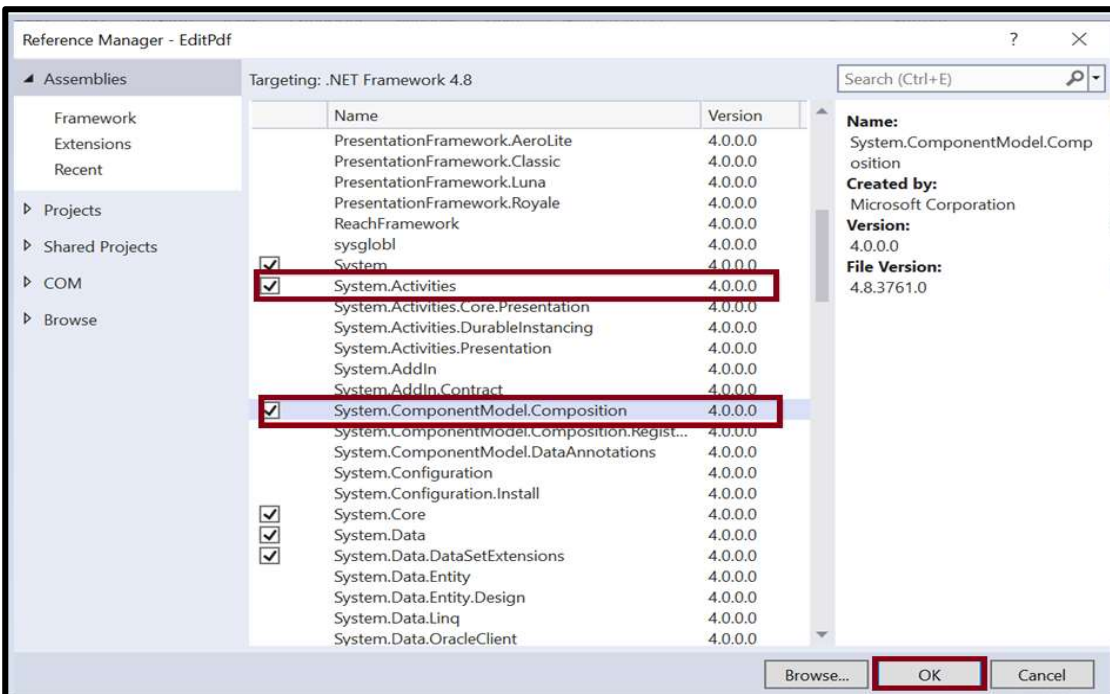 Reference Manager - EditPdf ? ×
Assemblies
Targeting: .NET Framework 4.8
Search (Ctrl+E)
Framework
Extensions
Recent
Projects
Shared Projects
COM
Browse
Name Version
PresentationFramework.AeroLite 4.0.0.0
PresentationFramework.Classic 4.0.0.0
PresentationFramework.Luna 4.0.0.0
PresentationFramework.Royale 4.0.0.0
ReachFramework 4.0.0.0
sysglobl 4.0.0.0
System 4.0.0.0
System.Activities 4.0.0.0
System.Activities.Core.Presentation 4.0.0.0
System.Activities.DurableInstancing 4.0.0.0
System.Activities.Presentation 4.0.0.0
System.AddIn 4.0.0.0
System.AddIn.Contract 4.0.0.0
System.ComponentModel.Composition 4.0.0.0
System.ComponentModel.Composition.Regist... 4.0.0.0
System.ComponentModel.DataAnnotations 4.0.0.0
System.Configuration 4.0.0.0
System.Configuration.Install 4.0.0.0
System.Core 4.0.0.0
System.Data 4.0.0.0
System.Data.DataSetExtensions 4.0.0.0
System.Data.Entity 4.0.0.0
System.Data.Entity.Design 4.0.0.0
System.Data.Linq 4.0.0.0
System.Data.OracleClient 4.0.0.0
Name:
System.ComponentModel.Comp
osition
Created by:
Microsoft Corporation
Version:
4.0.0.0
File Version:
4.8.3761.0
Browse... OK Cancel